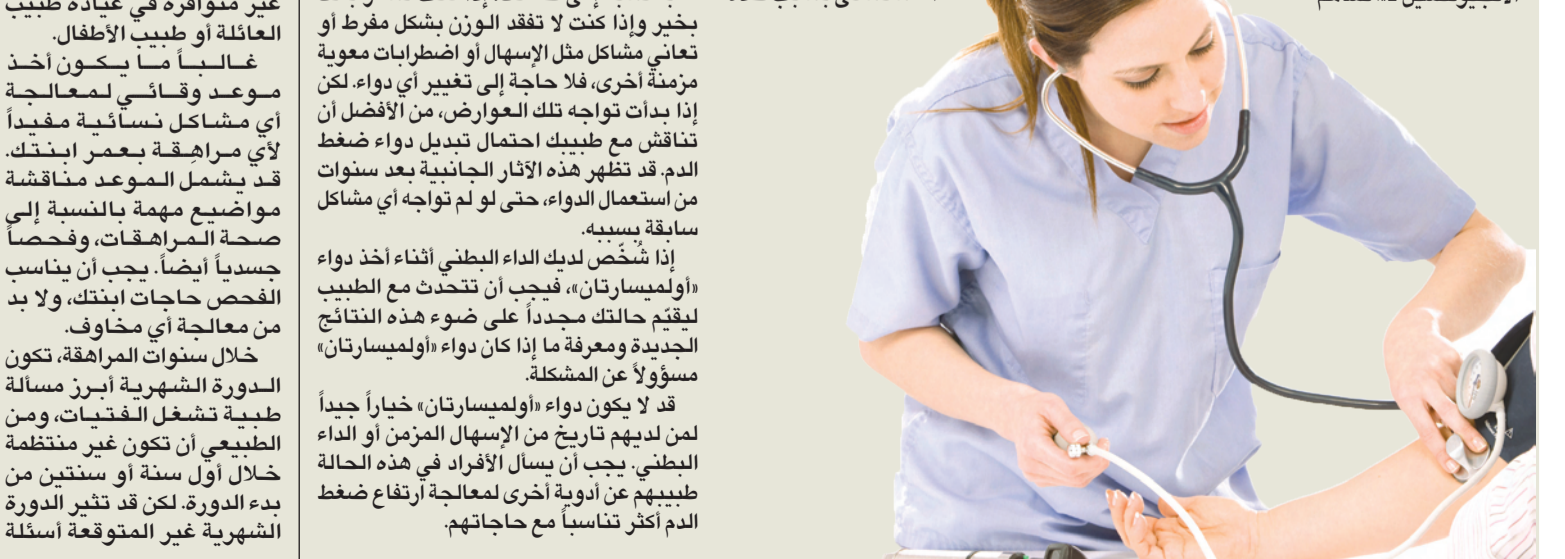 بخير وإذا كنت لا تفقد الوزن بشكل مفرط أو
تعاني مشاكل مثل الإسهال أو اضطرابات معوية
مزمنة أخرى، فلا حاجة إلى تغيير أي دواء. لكن
إذا بدأت تواجه تلك العوارض، من الأفضل أن
تناقش مع طبيبك احتمال تبديل دواء ضغط
الدم. قد تظهر هذه الآثار الجانبية بعد سنوات
من استعمال الدواء، حتى لو لم تواجه أي مشاكل
سابقة بسببه.
إذا شُخّص لديك الداء البطني أثناء أخذ دواء
«أولميسارتان»، فيجب أن تتحدث مع الطبيب
ليقيّم حالتك مجدداً على ضوء هذه النتائج
الجديدة ومعرفة ما إذا كان دواء «أولميسارتان»
مسؤولاً عن المشكلة.
قد لا يكون دواء «أولميسارتان» خياراً جيداً
لمن لديهم تاريخ من الإسهال المزمن أو الداء
البطني. يجب أن يسأل الأفراد في هذه الحالة
طبيبهم عن أدوية أخرى لمعالجة ارتفاع ضغط
الدم أكثر تناسباً مع حاجاتهم.
غير متوافرة في عيادة طبيب
العائلة أو طبيب الأطفال.
غالباً ما يكون أخذ
موعد وقائي لمعالجة
أي مشاكل نسائية مفيداً
لأي مراهِقة بعمر ابنتك.
قد يشمل الموعد مناقشة
مواضيع مهمة بالنسبة إلى
صحة المراهقات، وفحصاً
جسدياً أيضاً. يجب أن يناسب
الفحص حاجات ابنتك، ولا بد
من معالجة أي مخاوف.
خلال سنوات المراهقة، تكون
الدورة الشهرية أبرز مسألة
طبية تشغل الفتيات، ومن
الطبيعي أن تكون غير منتظمة
خلال أول سنة أو سنتين من
بدء الدورة. لكن قد تثير الدورة
الشهرية غير المتوقعة أسئلة